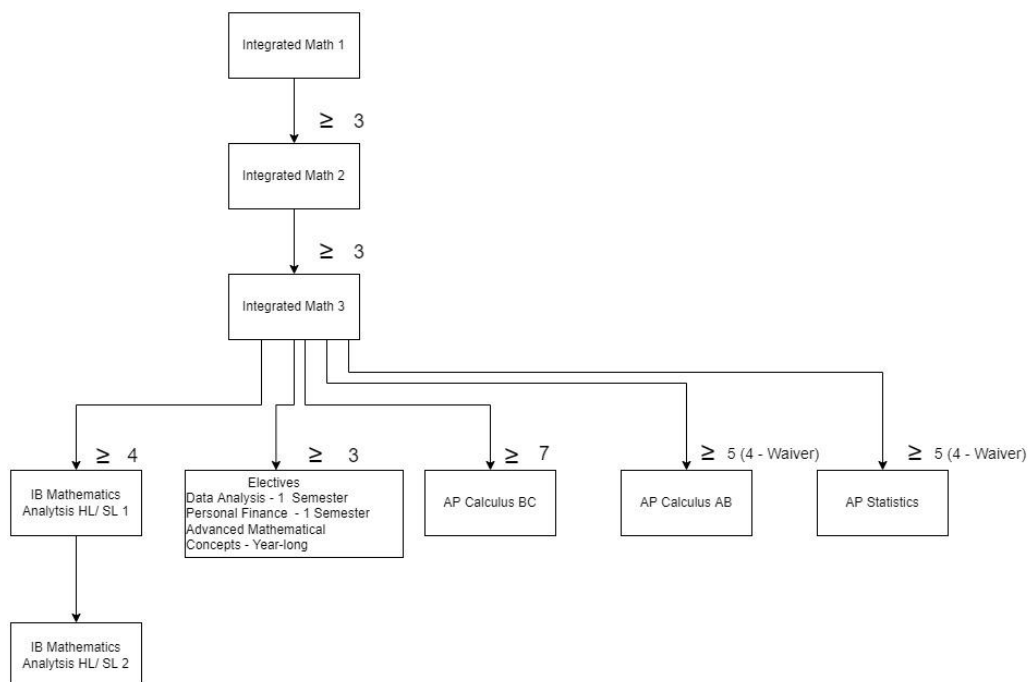 Integrated Math 1
≥ 3
Integrated Math 2
≥ 3
Integrated Math 3
≥ 4
≥ 3
≥ 7
≥ 5 (4 - Waiver)
≥ 5 (4 - Waiver)
IB Mathematics
Analytsis HL/ SL 1
Electives
Data Analysis - 1 Semester
Personal Finance - 1 Semester
Advanced Mathematical
Concepts - Year-long
AP Calculus BC
AP Calculus AB
AP Statistics
IB Mathematics
Analytsis HL/ SL 2